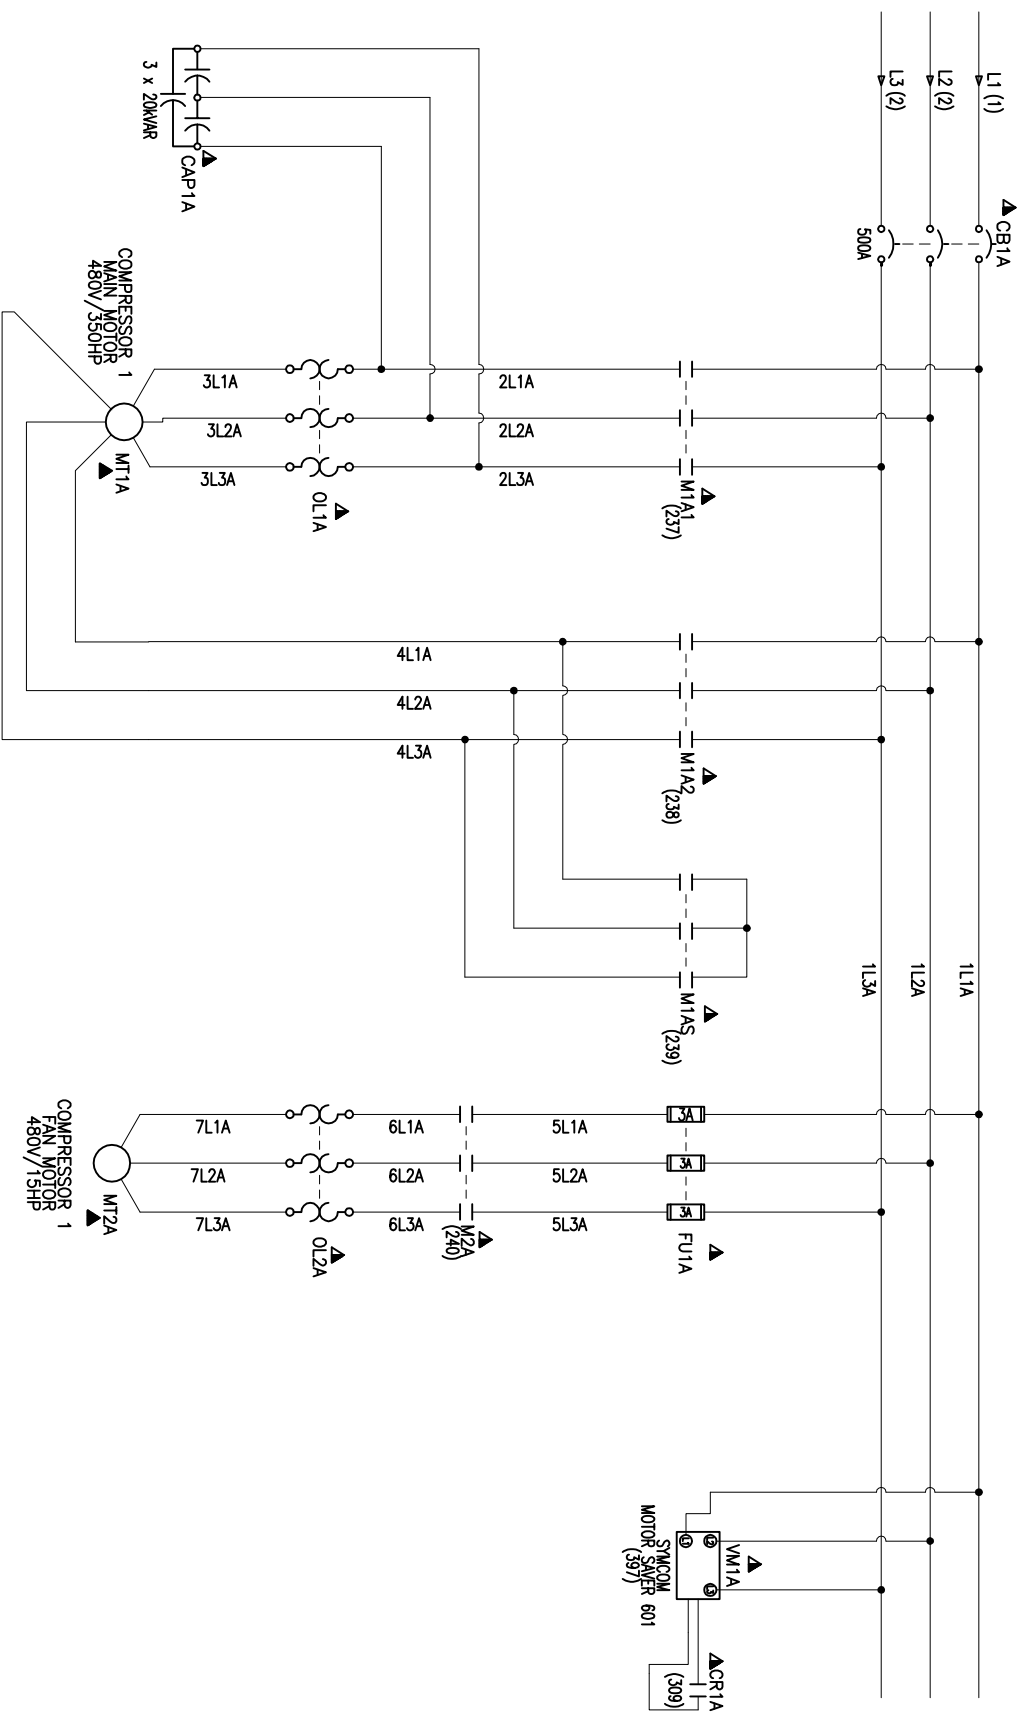 L1 (1)
L2 (2)
L3 (2)
CB1A
500A
1L1A
1L2A
1L3A
CAP1A
3 x 20kVAR
2L1A
2L2A
2L3A
M1A1
(237)
3L1A
3L2A
3L3A
OL1A
COMPRESSOR 1
MAIN MOTOR
480V/350HP
MT1A
4L1A
4L2A
4L3A
M1A2
(238)
M1AS
(239)
3A
3A
3A
FU1A
5L1A
5L2A
5L3A
M2A
(240)
6L1A
6L2A
6L3A
OL2A
7L1A
7L2A
7L3A
COMPRESSOR 1
FAN MOTOR
480V/15HP
MT2A
VM1A
L1
L2
L3
SYMCOM
MOTOR SAVER 601
(397)
CR1A
(309)